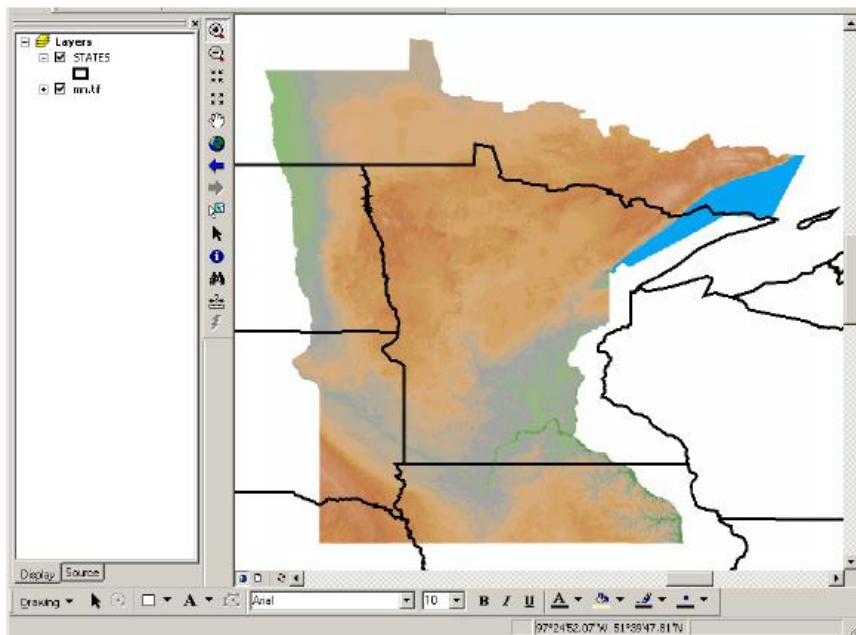 Layers
STATES
mn.tif
Display Source
Drawing A Arial 10 B I U A
97°24'52.07"W 51°39'47.81"N